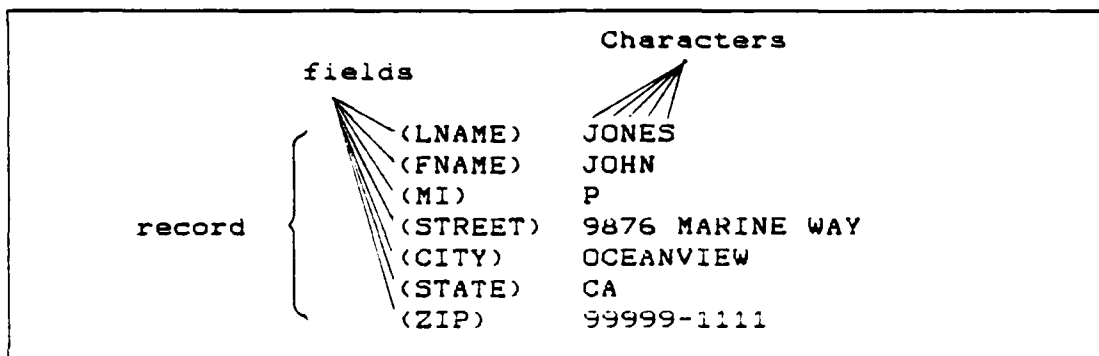 Characters
fields
(LNAME) JONES
(FNAME) JOHN
(MI) P
record (STREET) 9876 MARINE WAY
(CITY) OCEANVIEW
(STATE) CA
(ZIP) 99999-1111